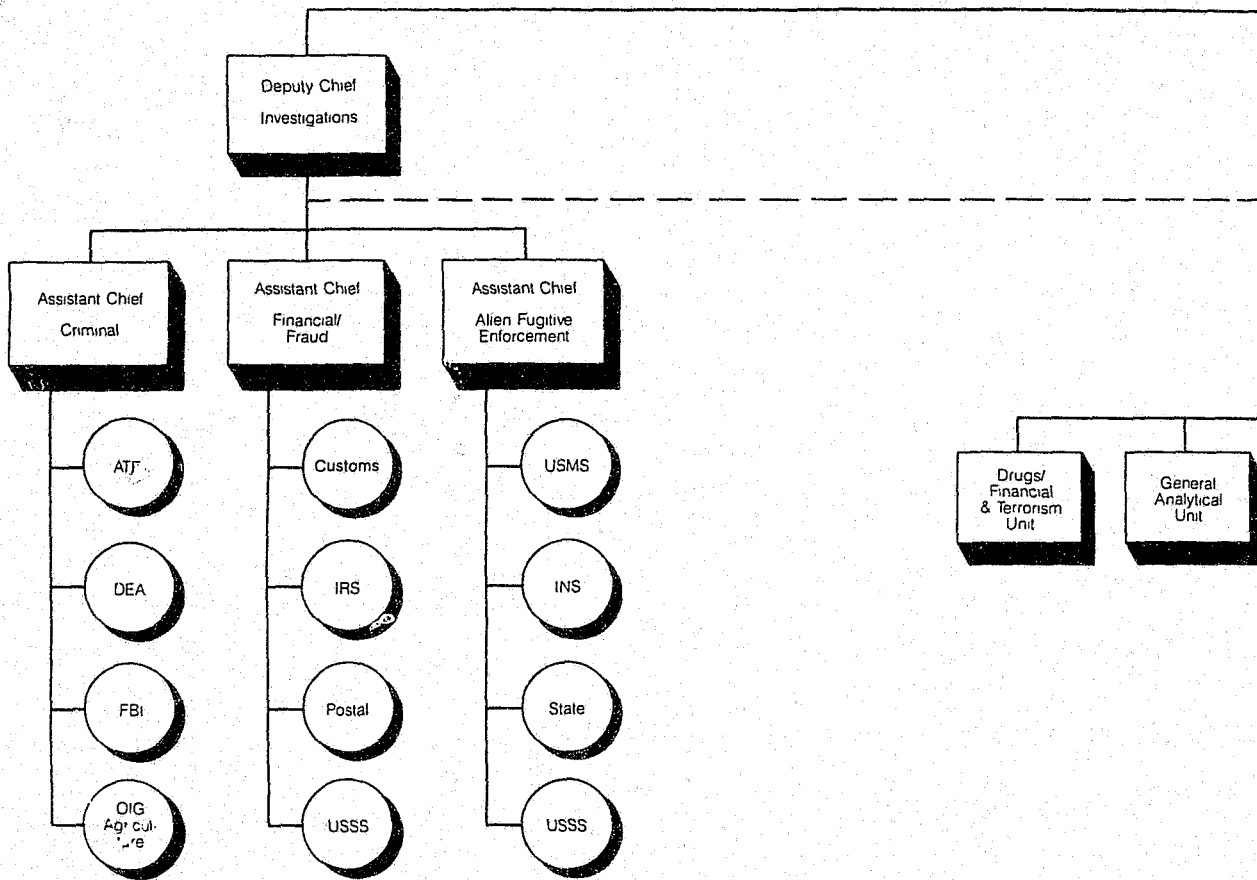 Deputy Chief
Investigations
Assistant Chief
Criminal
Assistant Chief
Financial/
Fraud
Assistant Chief
Alien Fugitive
Enforcement
ATF
DEA
FBI
OIG
Customs
IRS
Postal
USSS
USMS
INS
State
USSS
Drugs/
Financial
& Terrorism
Unit
General
Analytical
Unit